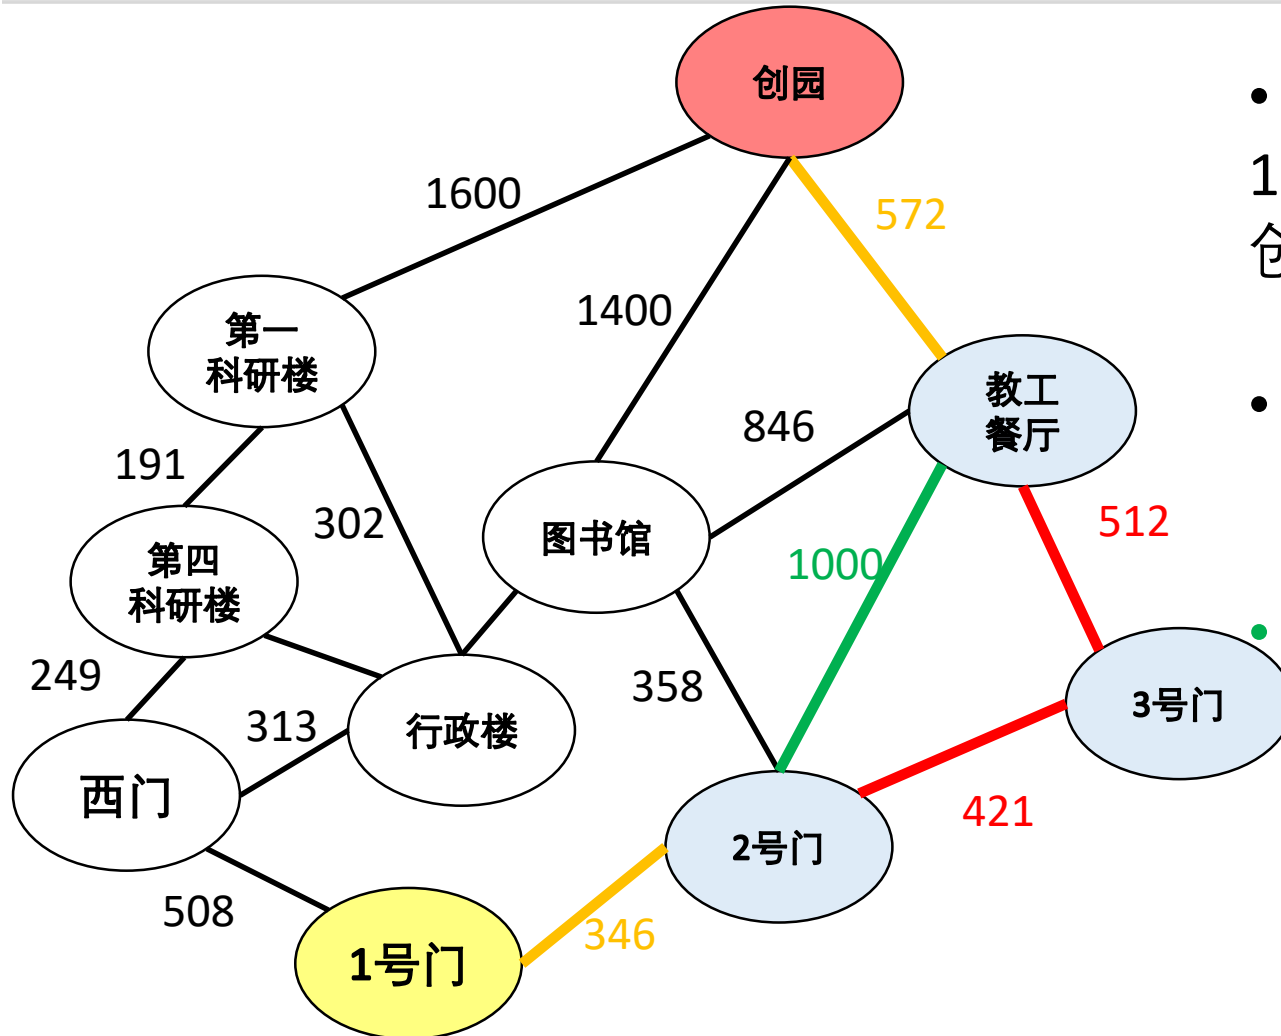 创园
1600
572
1400
第一
科研楼
教工
餐厅
846
191
302
图书馆
512
第四
科研楼
1000
249
358
3号门
313
行政楼
西门
421
2号门
508
346
1号门
•
1
•
•